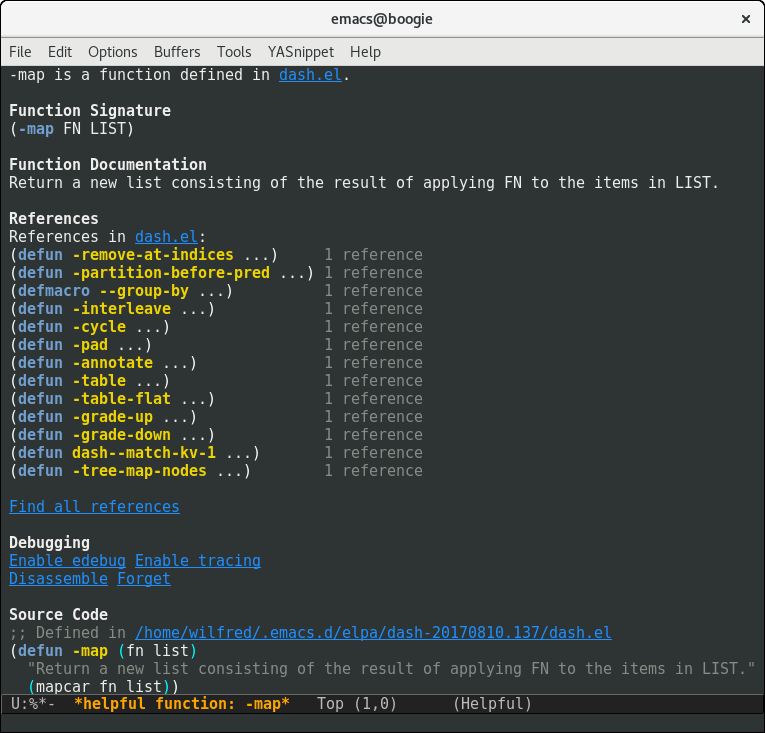 emacs@boogie ×
File Edit Options Buffers Tools YASnippet Help
-map is a function defined in dash.el.
Function Signature
(-map FN LIST)
Function Documentation
Return a new list consisting of the result of applying FN to the items in LIST.
References
References in dash.el:
(defun -remove-at-indices ...) 1 reference
(defun -partition-before-pred ...) 1 reference
(defmacro --group-by ...) 1 reference
(defun -interleave ...) 1 reference
(defun -cycle ...) 1 reference
(defun -pad ...) 1 reference
(defun -annotate ...) 1 reference
(defun -table ...) 1 reference
(defun -table-flat ...) 1 reference
(defun -grade-up ...) 1 reference
(defun -grade-down ...) 1 reference
(defun dash--match-kv-1 ...) 1 reference
(defun -tree-map-nodes ...) 1 reference
Find all references
Debugging
Enable edebug Enable tracing
Disassemble Forget
Source Code
;; Defined in /home/wilfred/.emacs.d/elpa/dash-20170810.137/dash.el
(defun -map (fn list)
"Return a new list consisting of the result of applying FN to the items in LIST."
(mapcar fn list))
U:%*- *helpful function: -map* Top (1,0) (Helpful)